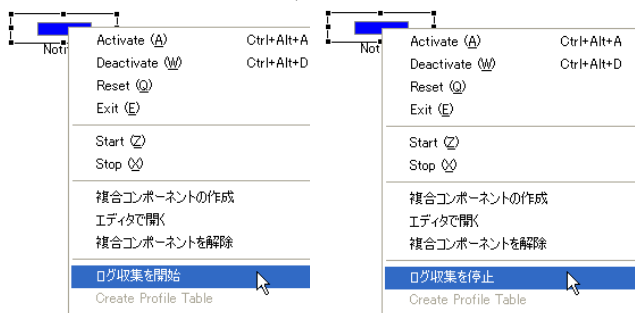 Activate (A) Ctrl+Alt+A
Deactivate (W) Ctrl+Alt+D
Reset (Q)
Exit (E)
Start (Z)
Stop (X)
複合コンポーネントの作成
エディタで開く
複合コンポーネントを解除
ログ収集を開始
Create Profile Table
Activate (A) Ctrl+Alt+A
Deactivate (W) Ctrl+Alt+D
Reset (Q)
Exit (E)
Start (Z)
Stop (X)
複合コンポーネントの作成
エディタで開く
複合コンポーネントを解除
ログ収集を停止
Create Profile Table